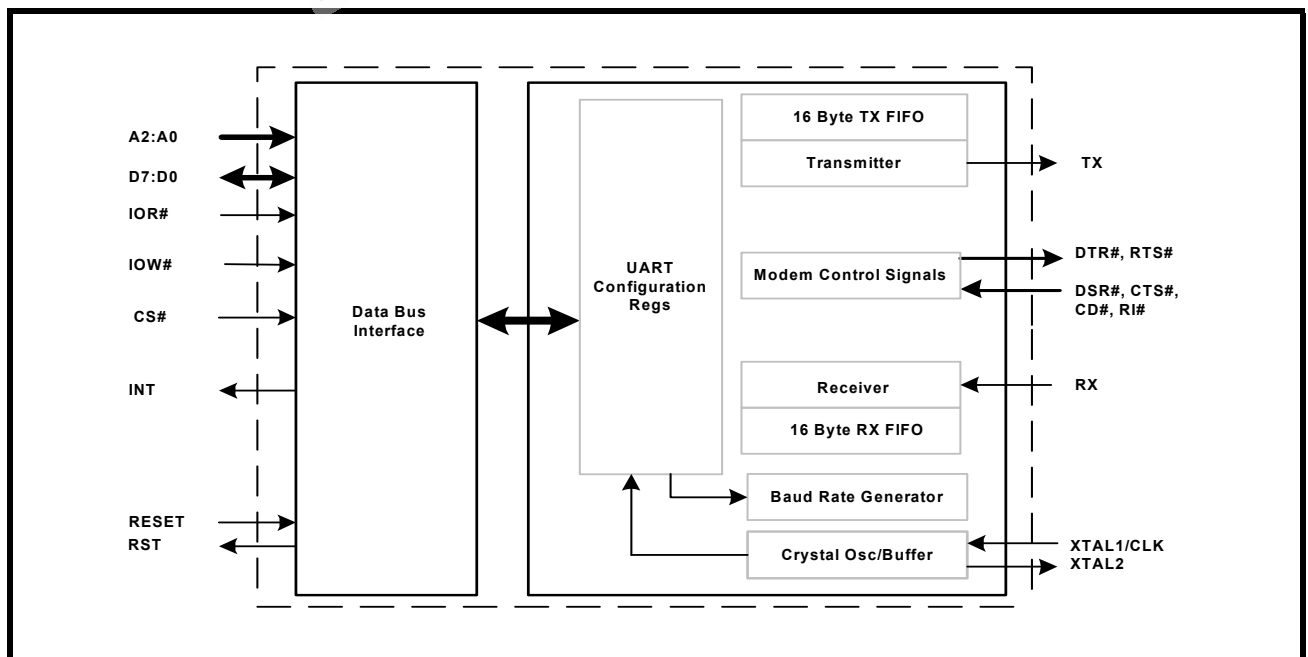 A2:A0
D7:D0
IOR#
IOW#
CS#
INT
RESET
RST
Data Bus
Interface
UART
Configuration
Regs
16 Byte TX FIFO
Transmitter
Modem Control Signals
Receiver
16 Byte RX FIFO
Baud Rate Generator
Crystal Osc/Buffer
TX
DTR#, RTS#
DSR#, CTS#,
CD#, RI#
RX
XTAL1/CLK
XTAL2